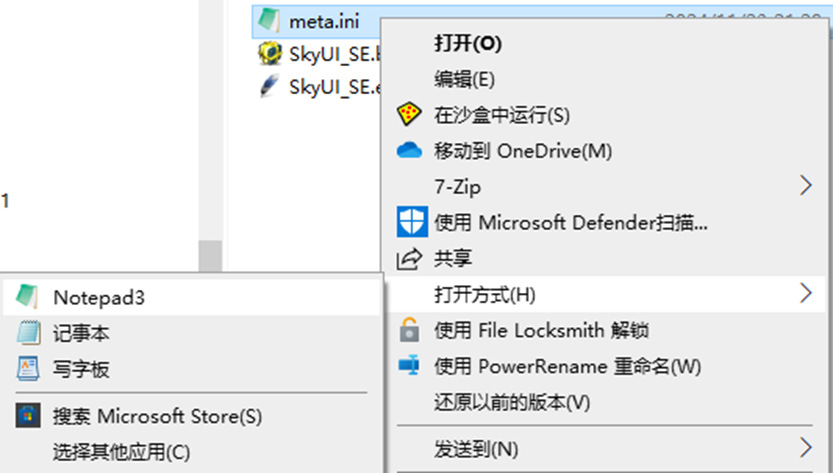 meta.ini
SkyUI_SE.
SkyUI_SE.
1
打开(O)
编辑(E)
在沙盒中运行(S)
移动到 OneDrive(M)
7-Zip
使用 Microsoft Defender扫描...
共享
打开方式(H)
使用 File Locksmith 解锁
使用 PowerRename 重命名(W)
还原以前的版本(V)
发送到(N)
Notepad3
记事本
写字板
搜索 Microsoft Store(S)
选择其他应用(C)